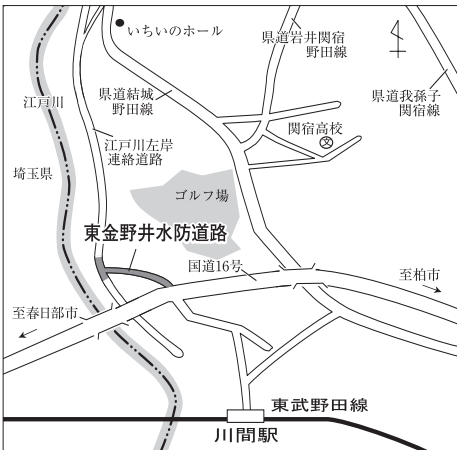 いちいのホール
県道岩井関宿
野田線
県道結城
野田線
県道我孫子
関宿線
江戸川
関宿高校
文
江戸川左岸
連絡道路
埼玉県
ゴルフ場
東金野井水防道路
国道16号
至柏市
至春日部市
東武野田線
川間駅